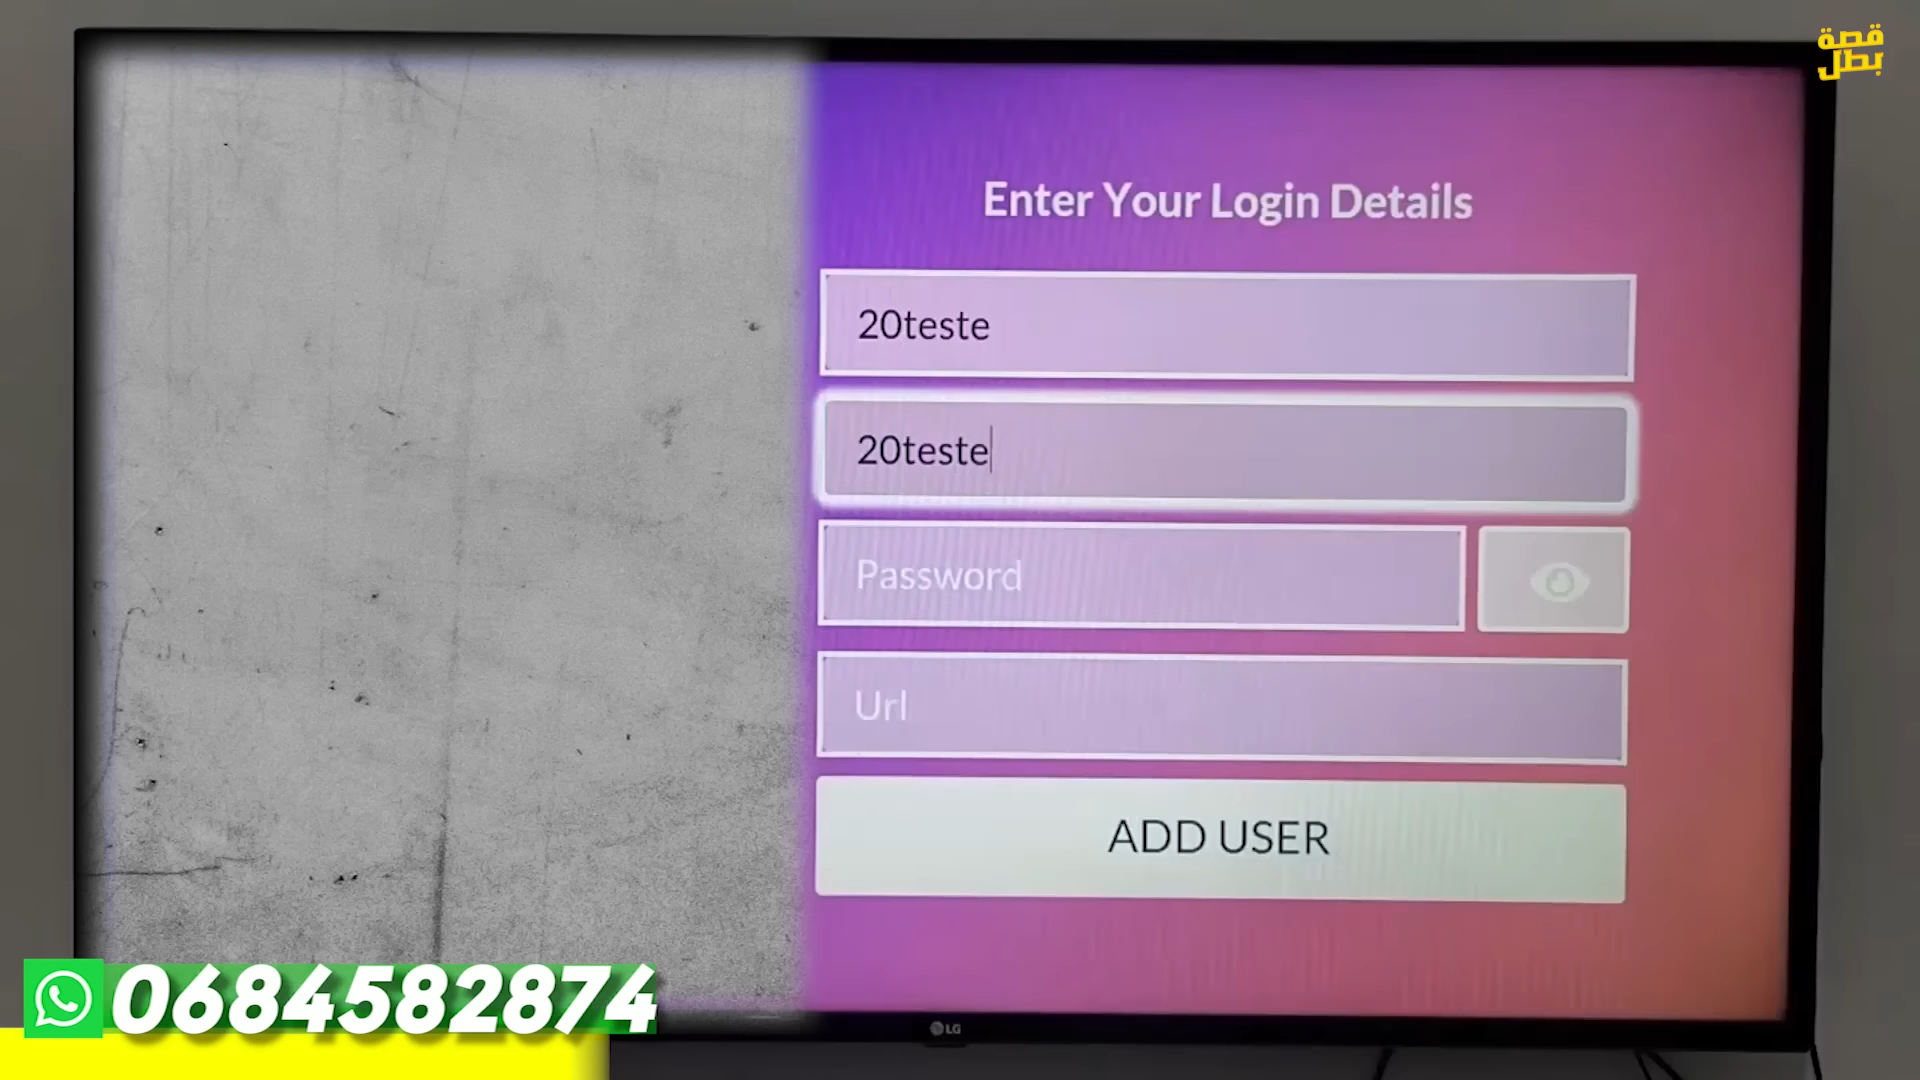 قصة
بطل
Enter Your Login Details
20teste
20teste
Password
Url
ADD USER
0684582874
LG